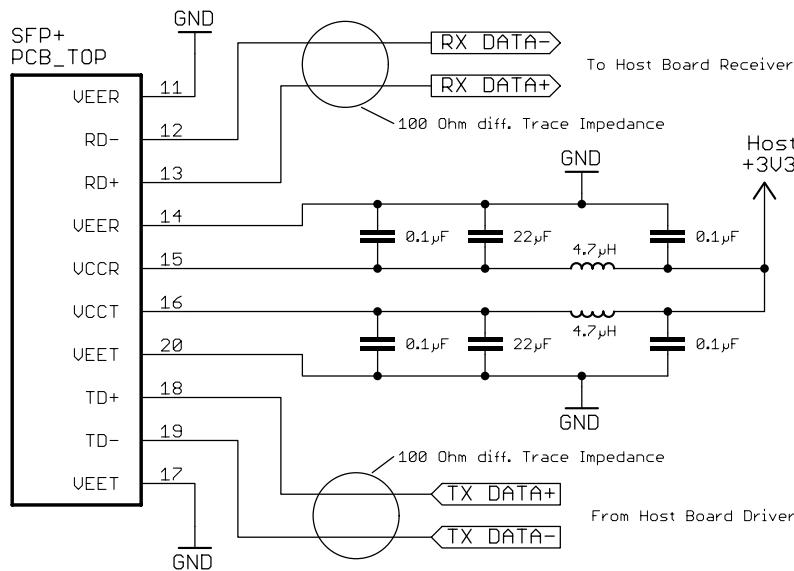 GND
SFP+
PCB_TOP
RX DATA-
To Host Board Receiver
RX DATA+
VEER 11
100 Ohm diff. Trace Impedance
RD- 12
GND
Host
+3V3
RD+ 13
VEER 14
0.1µF 22µF 4.7µH 0.1µF
VCCR 15
VCCT 16
4.7µH
0.1µF 22µF 0.1µF
VEET 20
TD+ 18
GND
TD- 19
100 Ohm diff. Trace Impedance
VEET 17
TX DATA+
From Host Board Driver
TX DATA-
GND